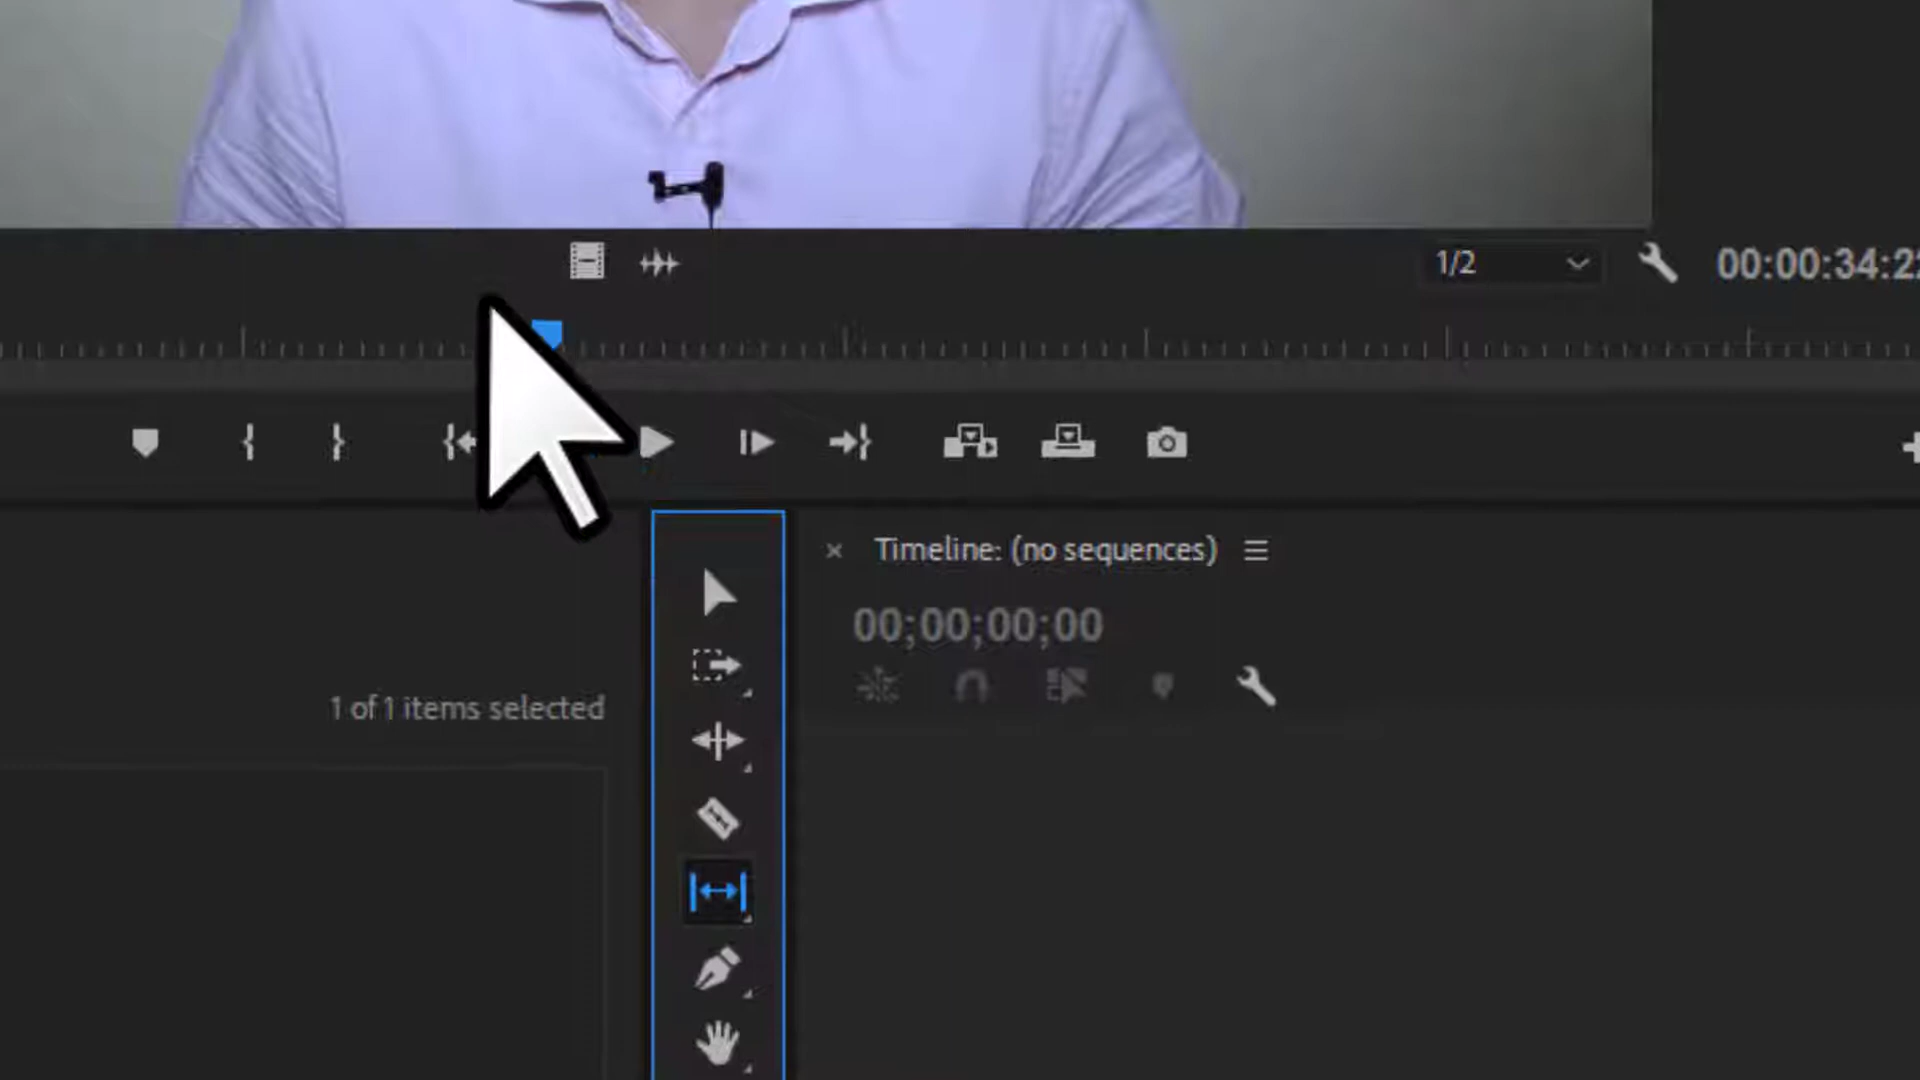 1/2
00:00:34:2
Timeline: (no sequences)
00;00;00;00
1 of 1 items selected